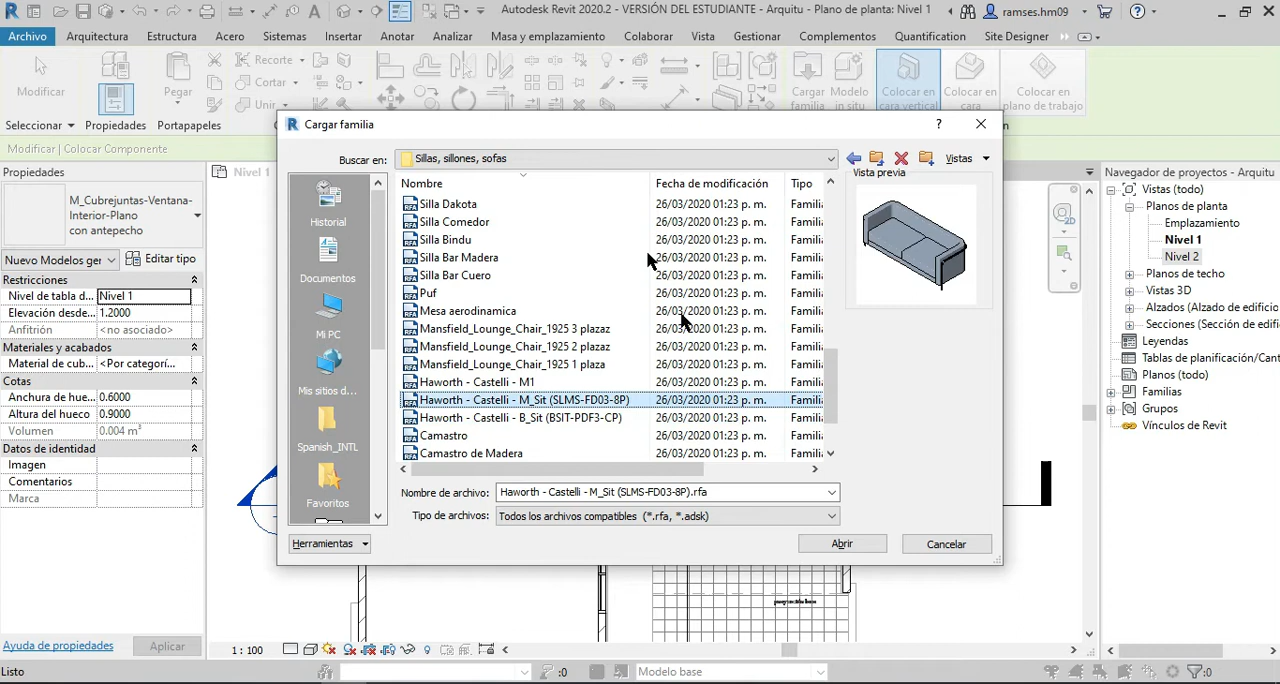 Autodesk Revit 2020.2 - VERSIÓN DEL ESTUDIANTE - Arquitu - Plano de planta: Nivel 1
ramses.hm09
Archivo Arquitectura Estructura Acero Sistemas Insertar Anotar Analizar Masa y emplazamiento Colaborar Vista Gestionar Complementos Quantification Site Designer
Modificar
Pegar
Recorte
Cortar
Unir
Cargar familia
Modelo in situ
Colocar en cara vertical
Colocar en cara
Colocar en plano de trabajo
Seleccionar Propiedades Portapapeles
Modificar | Colocar Componente
Propiedades
M_Cubrejuntas-Ventana-
Interior-Plano
con antepecho
Nuevo Modelos ger Editar tipo
Restricciones
Nivel de tabla d... Nivel 1
Elevación desde... 1.2000
Anfitrión <no asociado>
Materiales y acabados
Material de cub... <Por categorí...
Cotas
Anchura de hue... 0.6000
Altura del hueco 0.9000
Volumen 0.004 m³
Datos de identidad
Imagen
Comentarios
Marca
Ayuda de propiedades Aplicar
Nivel 1
Cargar familia
?
Buscar en: Sillas, sillones, sofas
Vistas
Historial
Documentos
Mi PC
Mis sitios d...
Spanish_INTL
Favoritos
Nombre Fecha de modificación Tipo
Silla Dakota 26/03/2020 01:23 p. m. Famili
Silla Comedor 26/03/2020 01:23 p. m. Famili
Silla Bindu 26/03/2020 01:23 p. m. Famili
Silla Bar Madera 26/03/2020 01:23 p. m. Famili
Silla Bar Cuero 26/03/2020 01:23 p. m. Famili
Puf 26/03/2020 01:23 p. m. Famili
Mesa aerodinamica 26/03/2020 01:23 p. m. Famili
Mansfield_Lounge_Chair_1925 3 plazaz 26/03/2020 01:23 p. m. Famili
Mansfield_Lounge_Chair_1925 2 plazaz 26/03/2020 01:23 p. m. Famili
Mansfield_Lounge_Chair_1925 1 plaza 26/03/2020 01:23 p. m. Famili
Haworth - Castelli - M1 26/03/2020 01:23 p. m. Famili
Haworth - Castelli - M_Sit (SLMS-FD03-8P) 26/03/2020 01:23 p. m. Famili
Haworth - Castelli - B_Sit (BSIT-PDF3-CP) 26/03/2020 01:23 p. m. Famili
Camastro 26/03/2020 01:23 p. m. Famili
Camastro de Madera 26/03/2020 01:23 p. m. Famili
Vista previa
Nombre de archivo: Haworth - Castelli - M_Sit (SLMS-FD03-8P).rfa
Tipo de archivos: Todos los archivos compatibles (*.rfa, *.adsk)
Herramientas Abrir Cancelar
2D
Navegador de proyectos - Arquitu
Vistas (todo)
Planos de planta
Emplazamiento
Nivel 1
Nivel 2
Planos de techo
Vistas 3D
Alzados (Alzado de edificio
Secciones (Sección de edifi
Leyendas
Tablas de planificación/Cant
Planos (todo)
Familias
Grupos
Vínculos de Revit
1 : 100
Listo
:0
Modelo base
:0